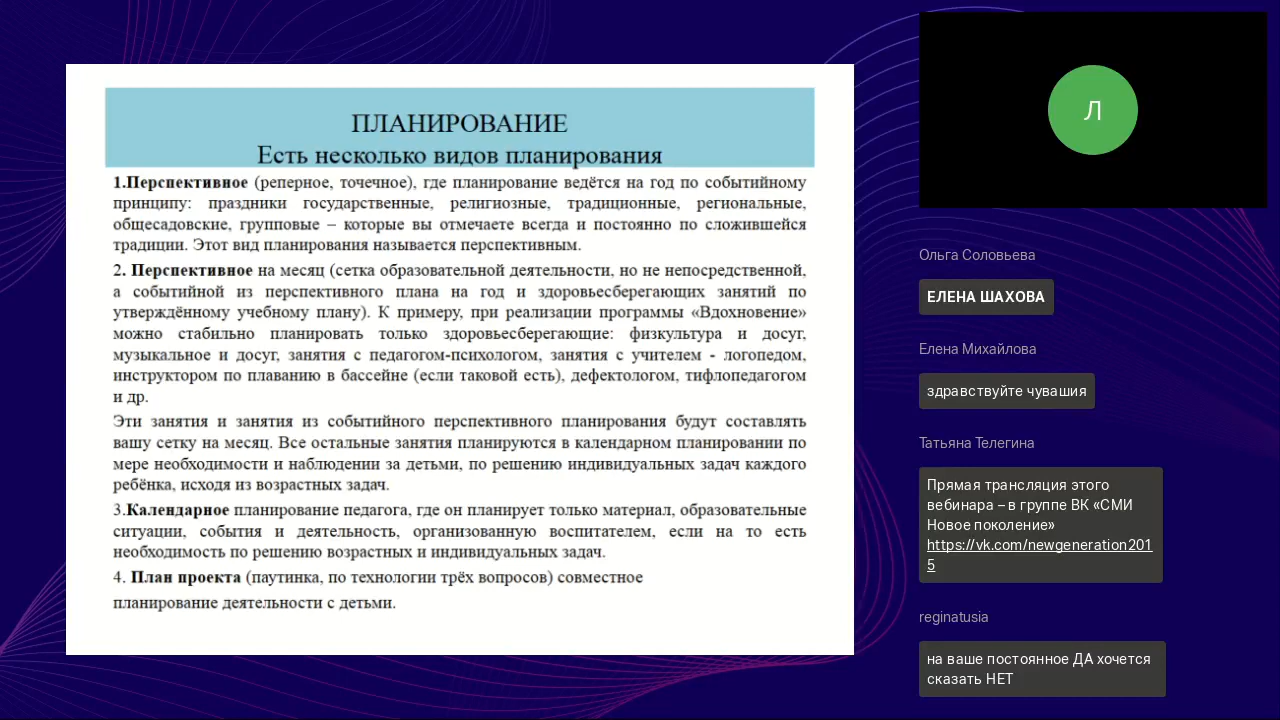 ПЛАНИРОВАНИЕ
Есть несколько видов планирования
1.Перспективное (реперное, точечное), где планирование ведётся на год по событийному
принципу: праздники государственные, религиозные, традиционные, региональные,
общесадовские, групповые – которые вы отмечаете всегда и постоянно по сложившейся
традиции. Этот вид планирования называется перспективным.
2. Перспективное на месяц (сетка образовательной деятельности, но не непосредственной,
а событийной из перспективного плана на год и здоровьесберегающих занятий по
утверждённому учебному плану). К примеру, при реализации программы «Вдохновение»
можно стабильно планировать только здоровьесберегающие: физкультура и досуг,
музыкальное и досуг, занятия с педагогом-психологом, занятия с учителем - логопедом,
инструктором по плаванию в бассейне (если таковой есть), дефектологом, тифлопедагогом
и др.
Эти занятия и занятия из событийного перспективного планирования будут составлять
вашу сетку на месяц. Все остальные занятия планируются в календарном планировании по
мере необходимости и наблюдении за детьми, по решению индивидуальных задач каждого
ребёнка, исходя из возрастных задач.
3.Календарное планирование педагога, где он планирует только материал, образовательные
ситуации, события и деятельность, организованную воспитателем, если на то есть
необходимость по решению возрастных и индивидуальных задач.
4. План проекта (паутинка, по технологии трёх вопросов) совместное
планирование деятельности с детьми.
Л
Ольга Соловьева
ЕЛЕНА ШАХОВА
Елена Михайлова
здравствуйте чувашия
Татьяна Телегина
Прямая трансляция этого
вебинара – в группе ВК «СМИ
Новое поколение»
https://vk.com/newgeneration201
5
reginatusia
на ваше постоянное ДА хочется
сказать НЕТ